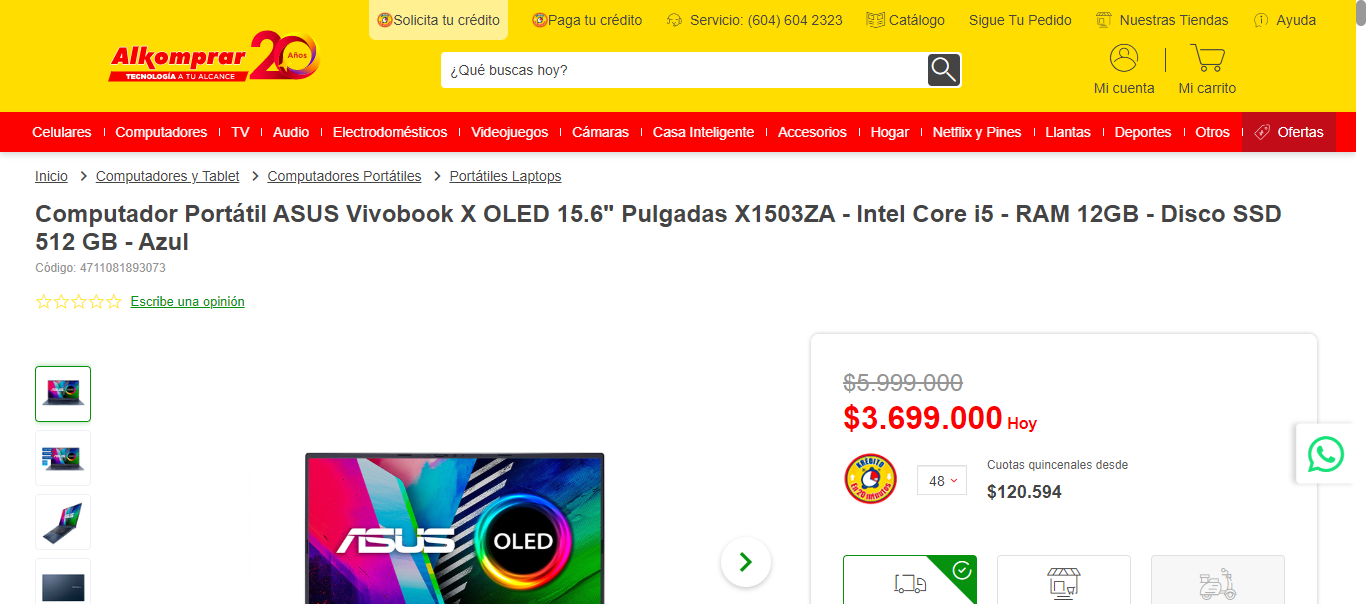 Solicita tu crédito
Paga tu crédito
Servicio: (604) 604 2323
Catálogo
Sigue Tu Pedido
Nuestras Tiendas
Ayuda
Alkomprar 20 Años
TECNOLOGÍA A TU ALCANCE
¿Qué buscas hoy?
Mi cuenta
Mi carrito
Celulares
Computadores
TV
Audio
Electrodomésticos
Videojuegos
Cámaras
Casa Inteligente
Accesorios
Hogar
Netflix y Pines
Llantas
Deportes
Otros
Ofertas
Inicio > Computadores y Tablet > Computadores Portátiles > Portátiles Laptops
Computador Portátil ASUS Vivobook X OLED 15.6" Pulgadas X1503ZA - Intel Core i5 - RAM 12GB - Disco SSD
512 GB - Azul
Código: 4711081893073
Escribe una opinión
$5.999.000
$3.699.000 Hoy
KRÉDITO
En 20 minutos
48
Cuotas quincenales desde
$120.594
ASUS
OLED